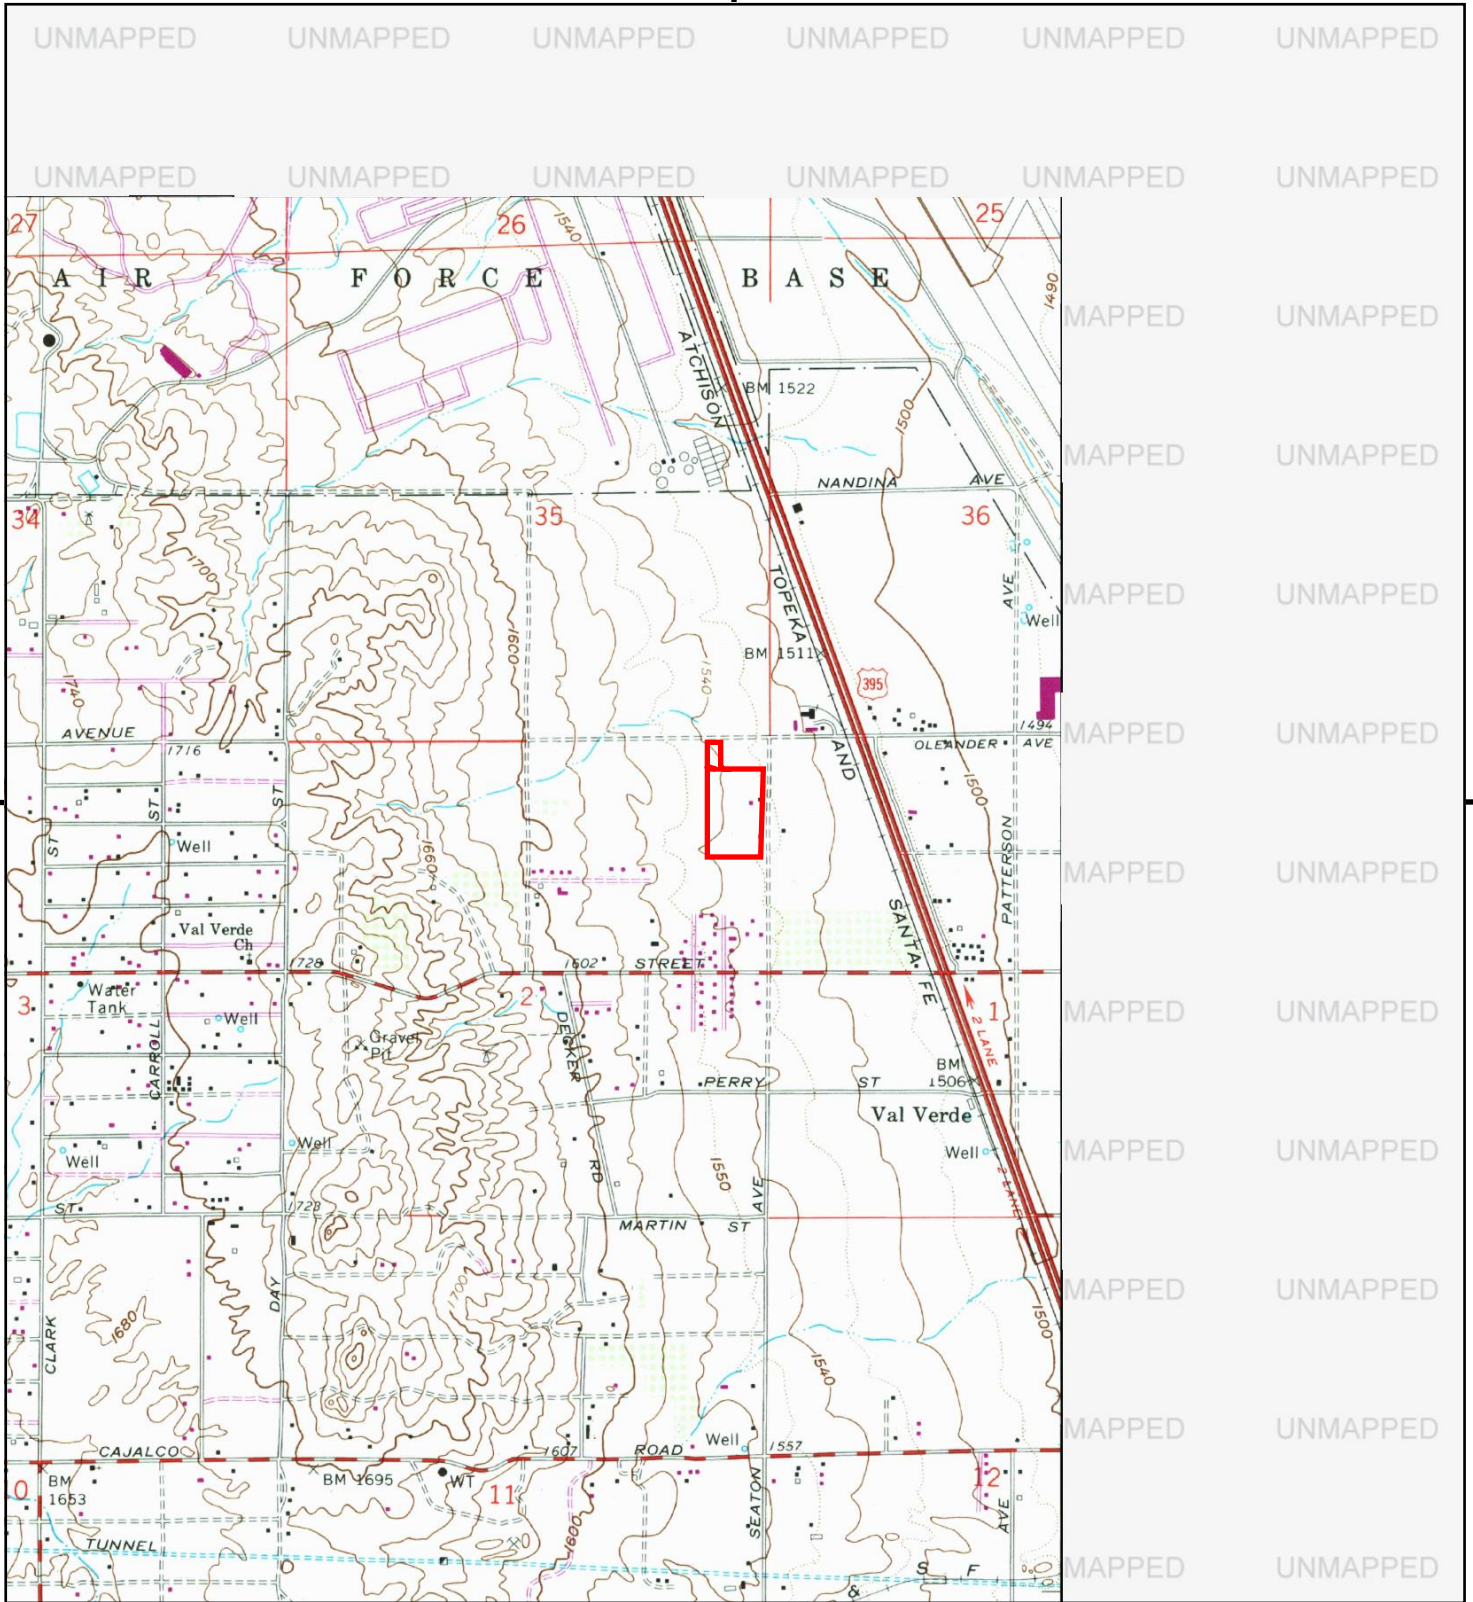 UNMAPPED UNMAPPED UNMAPPED UNMAPPED UNMAPPED UNMAPPED
UNMAPPED UNMAPPED UNMAPPED UNMAPPED UNMAPPED UNMAPPED
27 26 1540 25
AIR FORCE BASE
1490
MAPPED UNMAPPED
ATCHISON
BM 1522
1500
MAPPED UNMAPPED
NANDINA AVE
34 35 36
1700
TOPEKA
AVE
MAPPED UNMAPPED
Well
1600
BM 1511
1540
395
1740
1494
MAPPED UNMAPPED
AVENUE
1716
OLEANDER AVE
AND
1500
ST
ST
ST
Well
1660
PATTERSON
MAPPED UNMAPPED
SANTA FE
Val Verde
Ch
1728
1602 STREET
Water
Tank
3
2
1
Well
2 LANE
MAPPED UNMAPPED
Gravel
Pit
DECKER
CARROLL
BM
1506
PERRY ST
Val Verde
Well
Well
Well
MAPPED UNMAPPED
1550
RD
AVE
2 LANE
ST
1728
MARTIN ST
DAY
1700
MAPPED UNMAPPED
1680
1500
CLARK
1540
MAPPED UNMAPPED
CAJALCO
1607 ROAD
Well
1557
MAPPED UNMAPPED
0
BM
1653
BM 1695
WT
11
12
SEATON
AVE
1600
TUNNEL
S F
MAPPED UNMAPPED
&